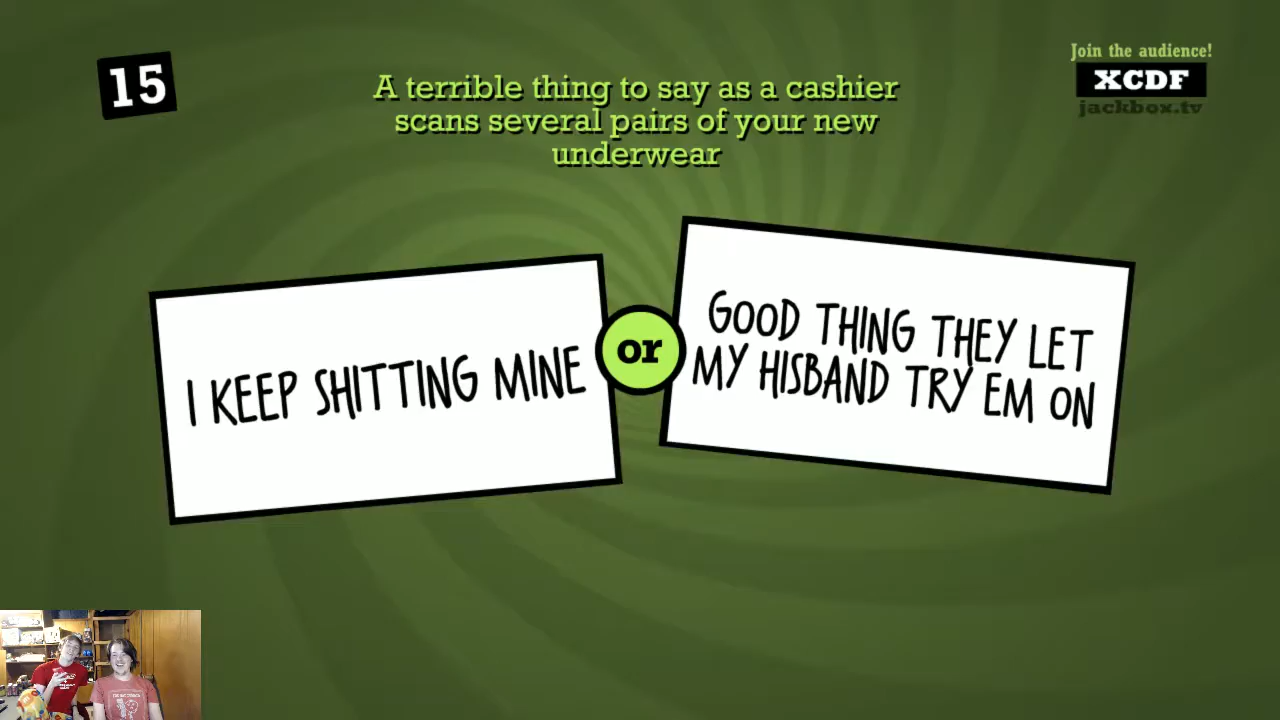 15
A terrible thing to say as a cashier
scans several pairs of your new
underwear
Join the audience!
XCDF
jackbox.tv
I KEEP SHITTING MINE
or
GOOD THING THEY LET
MY HISBAND TRY EM ON